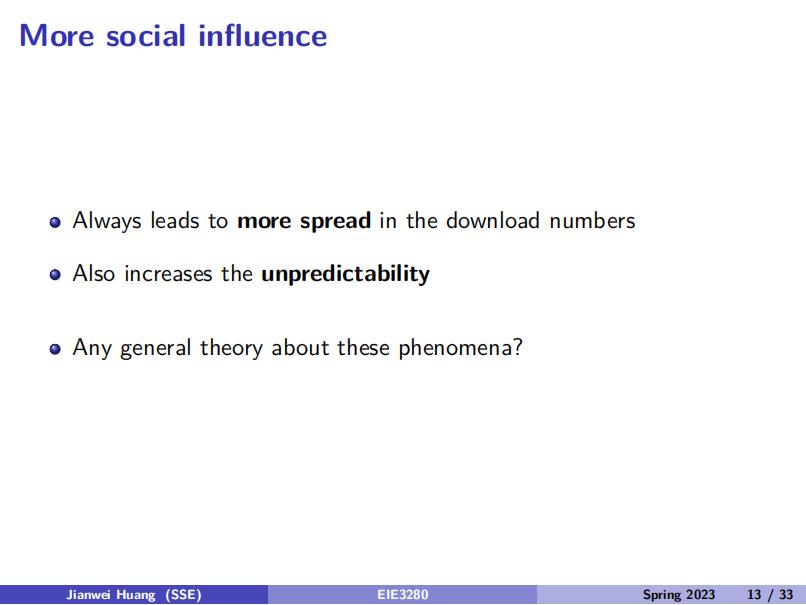 More social influence
Always leads to more spread in the download numbers
Also increases the unpredictability
Any general theory about these phenomena?
Jianwei Huang (SSE) EIE3280 Spring 2023 13 / 33